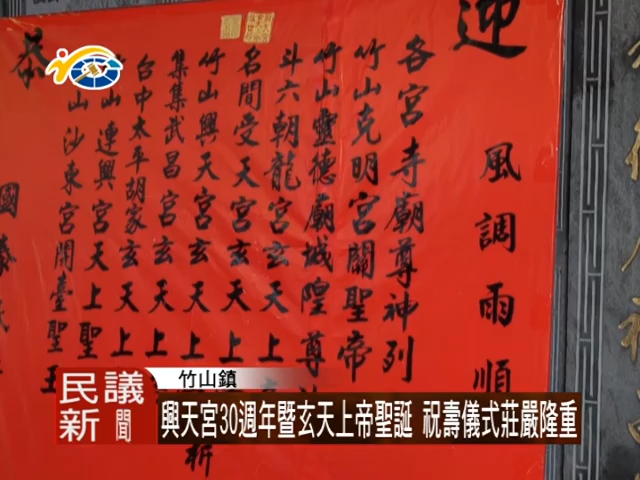 迎
風調雨順
各宮寺廟尊神列
竹山克明宮關聖帝
竹山靈德廟城隍尊
斗六朝龍宮玄天上
名間受天宮玄天上
竹山興天宮玄天上
集集武昌宮玄天上
台中太平胡家玄天上
山連興宮天上聖
山沙東宮開臺聖王
恭
國泰民
竹山鎮
民議新聞
興天宮30週年暨玄天上帝聖誕 祝壽儀式莊嚴隆重